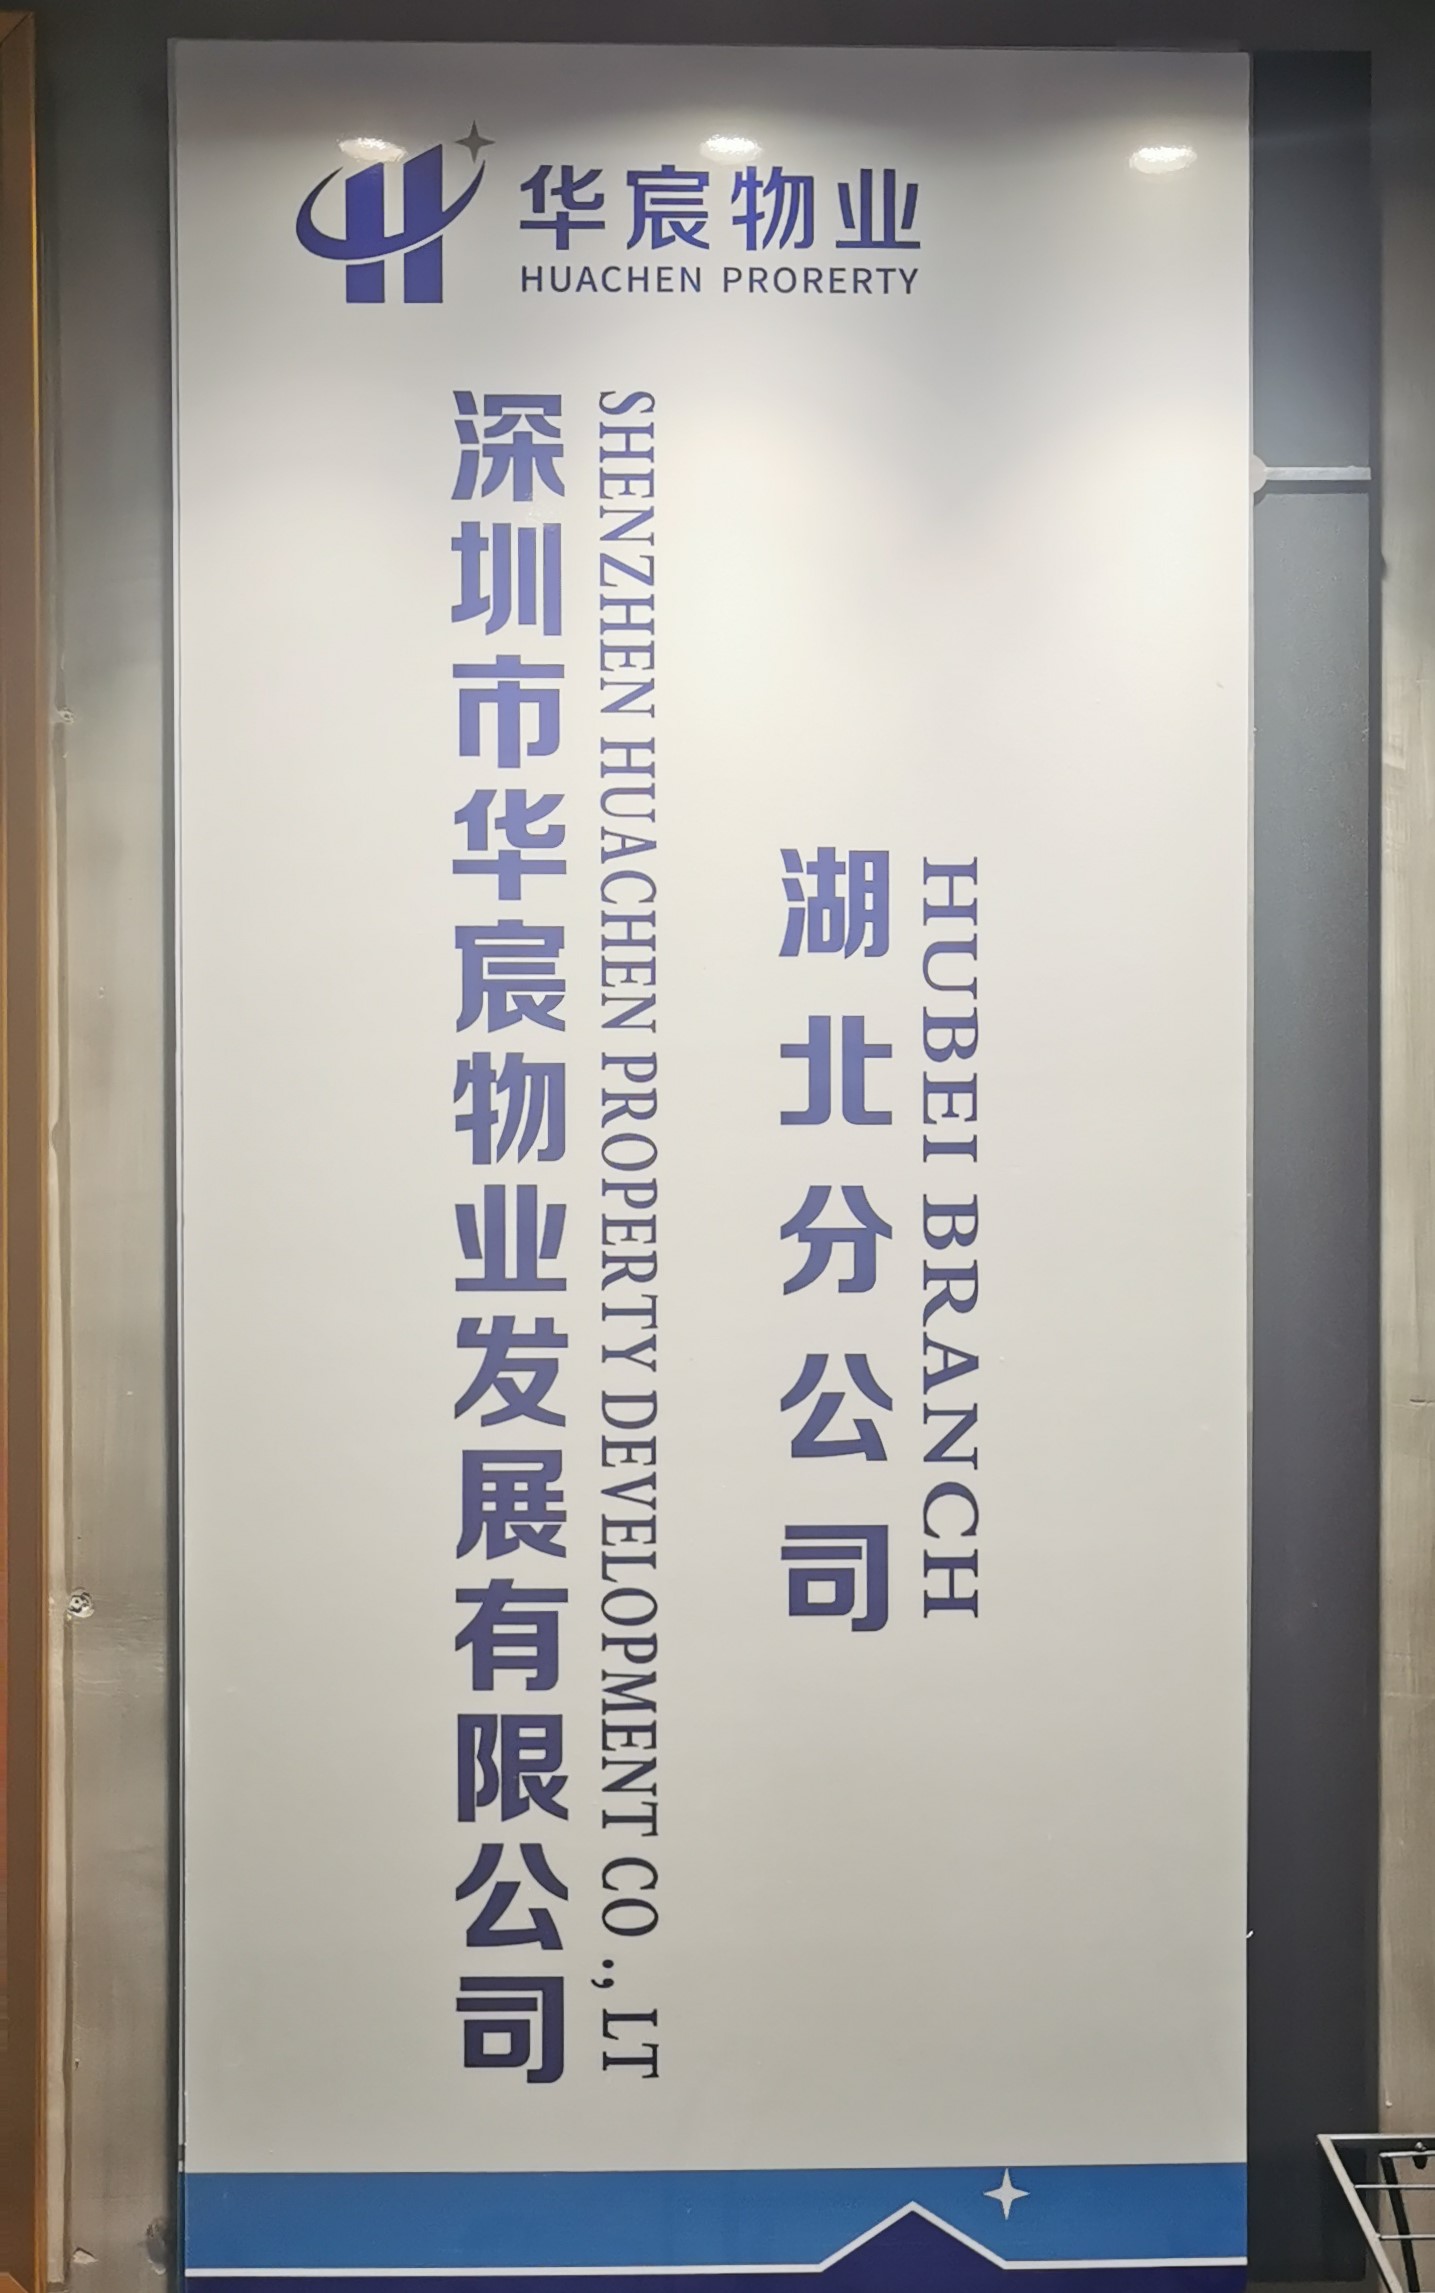 华宸物业
HUACHEN PRORERTY
深圳市华宸物业发展有限公司
SHENZHEN HUACHEN PROPERTY DEVELOPMENT CO .,LT
湖北分公司
HUBEI BRANCH